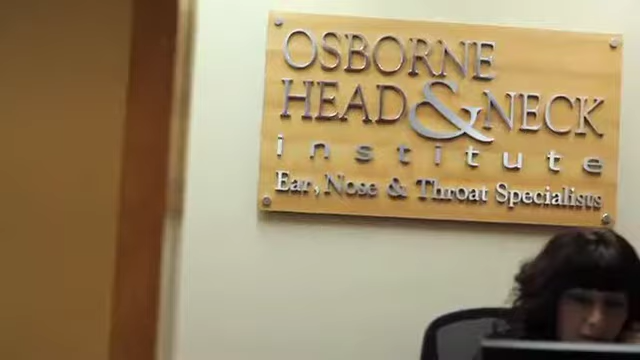 OSBORNE
HEAD & NECK
institute
Ear, Nose & Throat Specialists